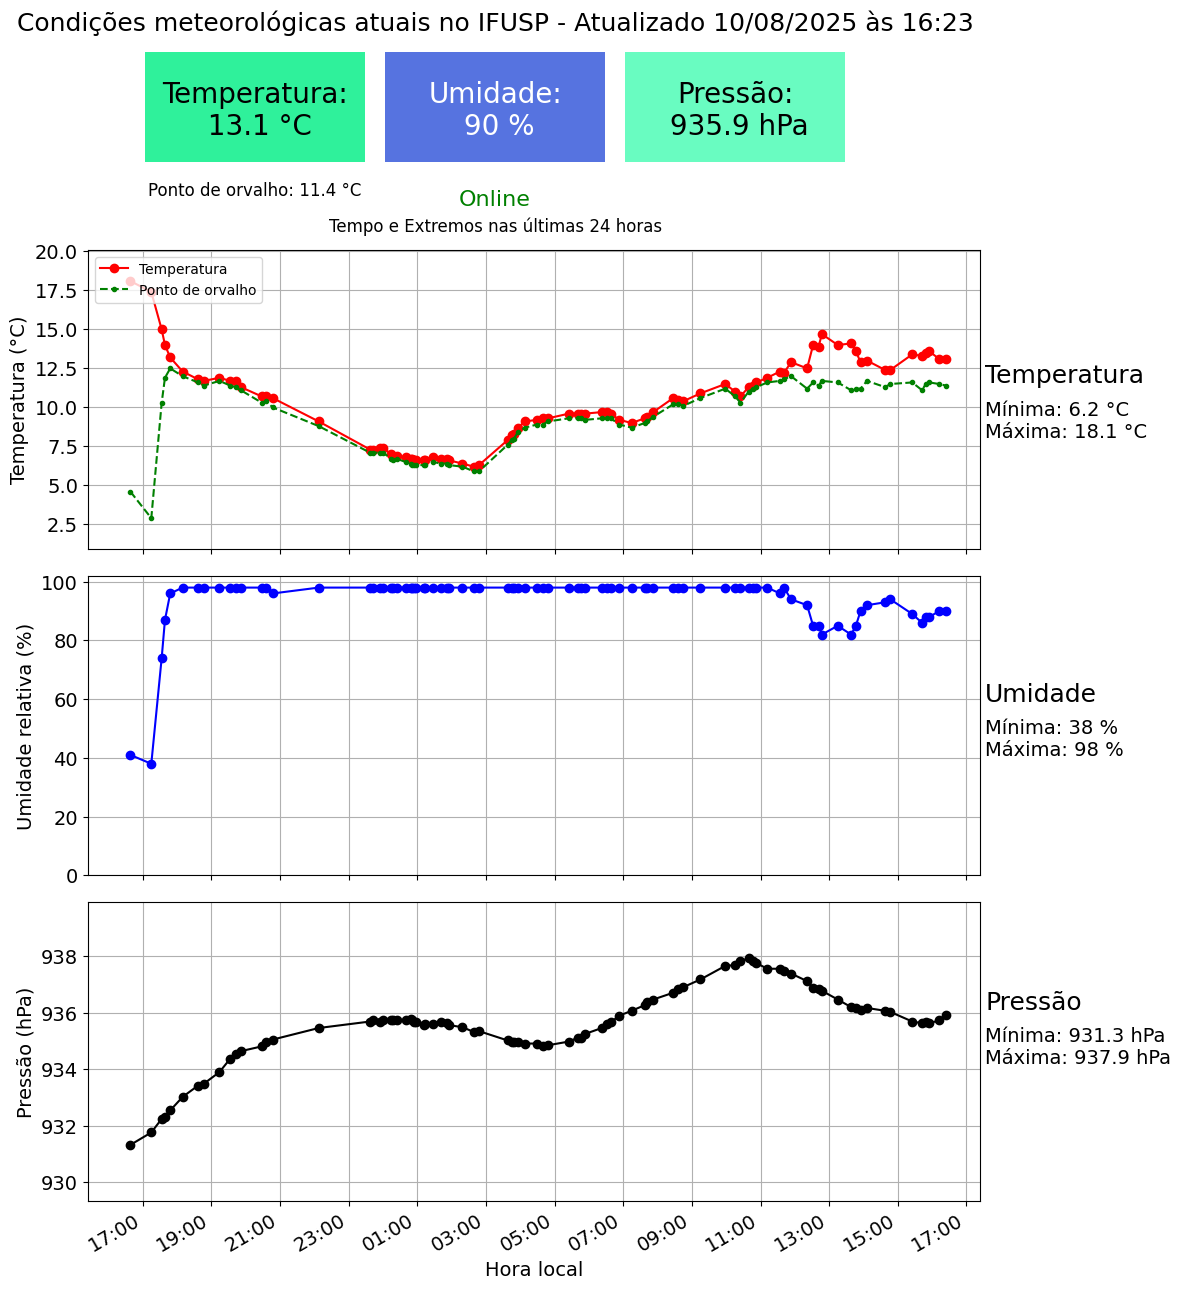 Condições meteorológicas atuais no IFUSP - Atualizado 10/08/2025 às 16:23
Temperatura:
13.1 °C
Umidade:
90 %
Pressão:
935.9 hPa
Ponto de orvalho: 11.4 °C
Online
Tempo e Extremos nas últimas 24 horas
Temperatura (°C)
20.0
17.5
15.0
12.5
10.0
7.5
5.0
2.5
Temperatura
Ponto de orvalho
Temperatura
Mínima: 6.2 °C
Máxima: 18.1 °C
Umidade relativa (%)
100
80
60
40
20
0
Umidade
Mínima: 38 %
Máxima: 98 %
Pressão (hPa)
938
936
934
932
930
Pressão
Mínima: 931.3 hPa
Máxima: 937.9 hPa
17:00 19:00 21:00 23:00 01:00 03:00 05:00 07:00 09:00 11:00 13:00 15:00 17:00
Hora local